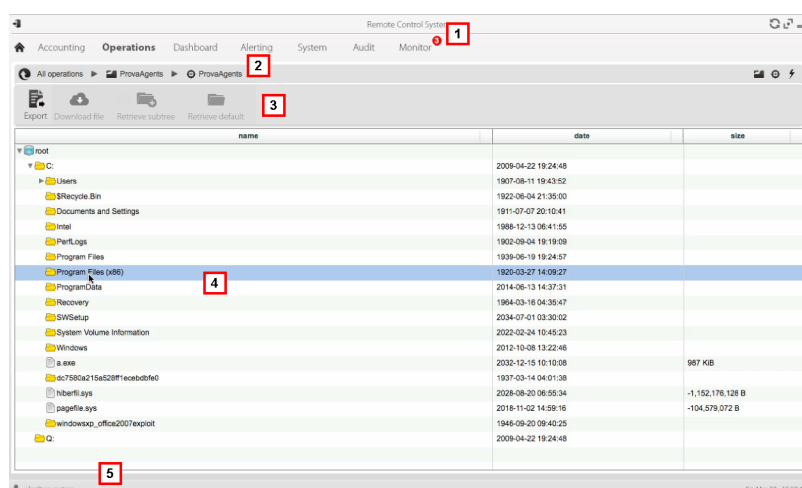 Remote Control System
1
Accounting Operations Dashboard Alerting System Audit Monitor 3
2
All operations ProvaAgents ProvaAgents
3
Export Download file Retrieve subtree Retrieve default
name date size
root
C: 2009-04-22 19:24:48
Users 1907-08-11 19:43:52
$Recycle.Bin 1922-06-04 21:35:00
Documents and Settings 1911-07-07 20:10:41
Intel 1988-12-13 06:41:55
PerfLogs 1902-09-04 19:19:09
Program Files 1939-06-19 19:24:57
Program Files (x86) 1920-03-27 14:09:27
4
ProgramData 2014-06-13 14:37:31
Recovery 1964-03-16 04:35:47
SWSetup 2034-07-01 03:30:02
System Volume Information 2022-02-24 10:45:23
Windows 2012-10-08 13:22:46
a.exe 2032-12-15 10:10:08 987 KiB
dc7580a215a528ff1ecebdbfe0 1937-03-14 04:01:38
hiberfil.sys 2028-08-20 06:55:34 -1,152,176,128 B
pagefile.sys 2018-11-02 14:59:16 -104,579,072 B
windowsxp_office2007exploit 1946-09-20 09:40:25
Q: 2009-04-22 19:24:48
5